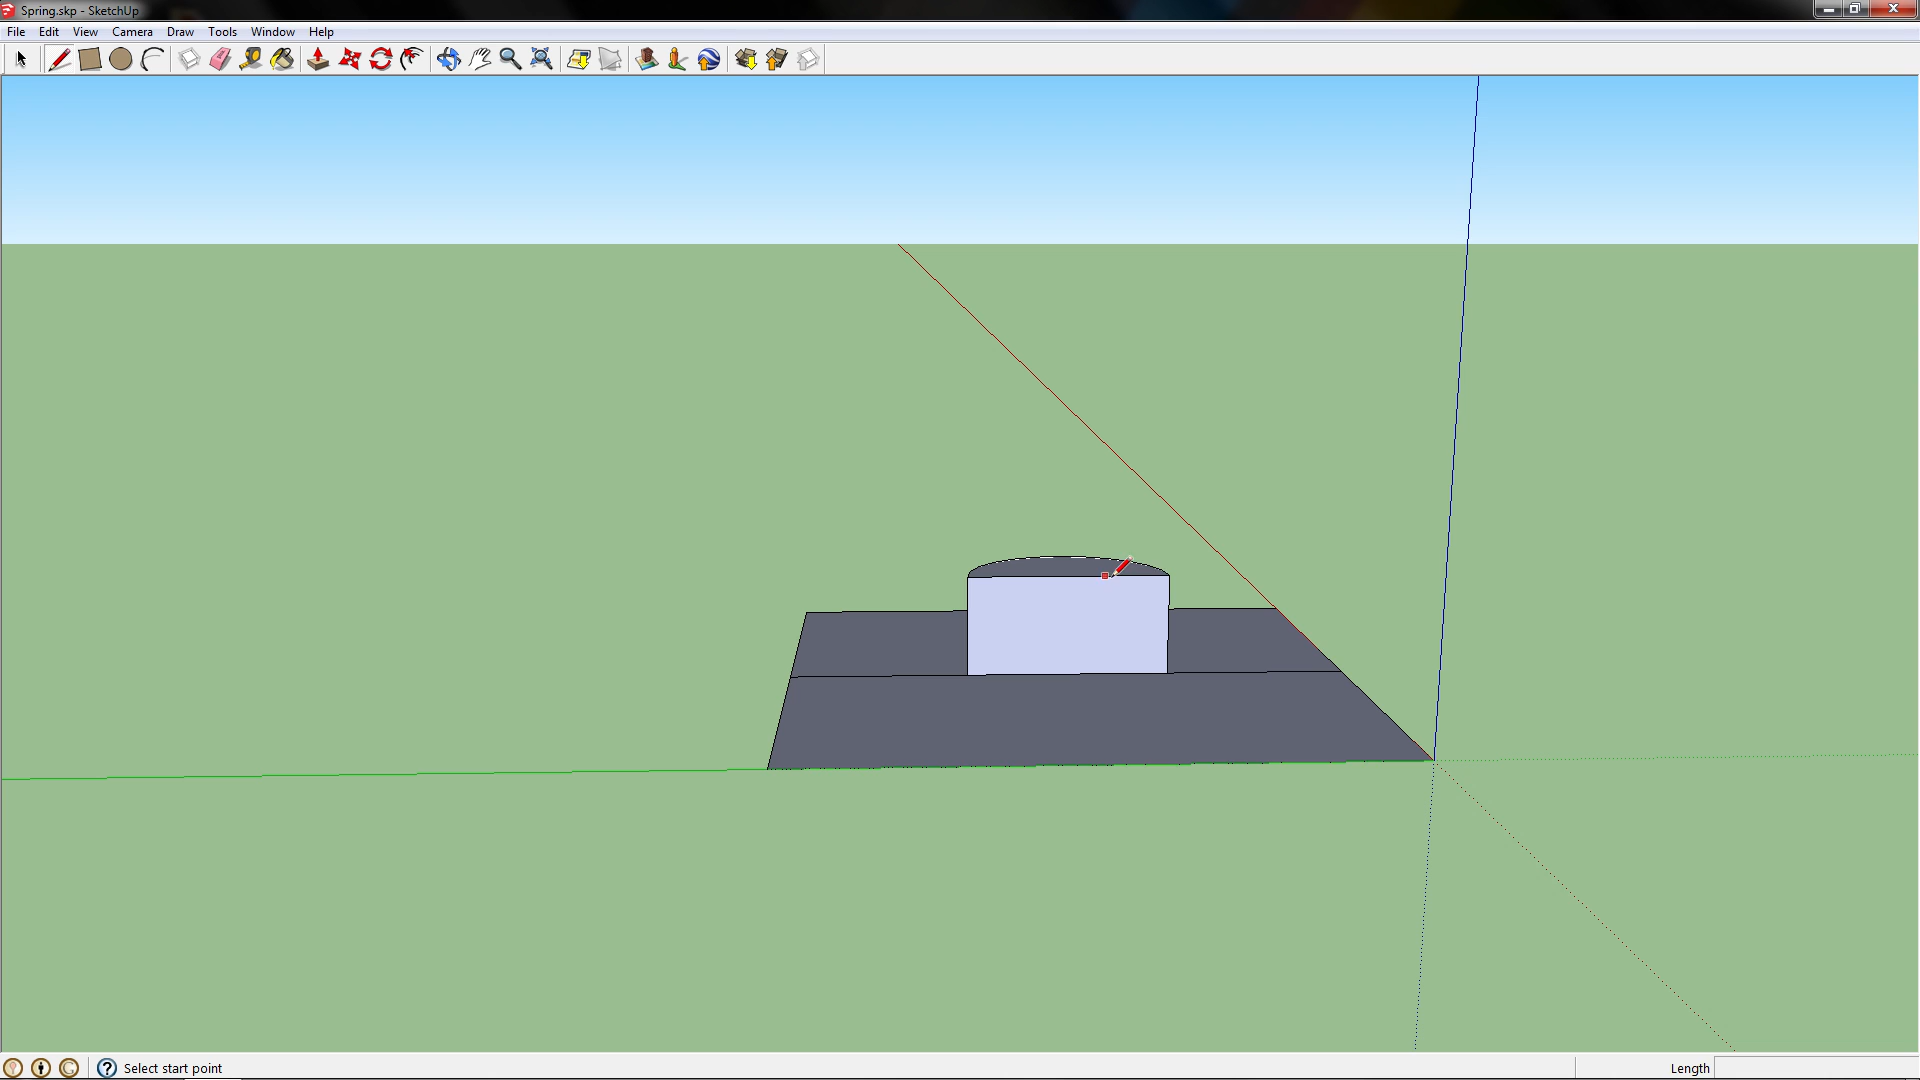 Spring.skp - SketchUp
File Edit View Camera Draw Tools Window Help
Select start point
Length